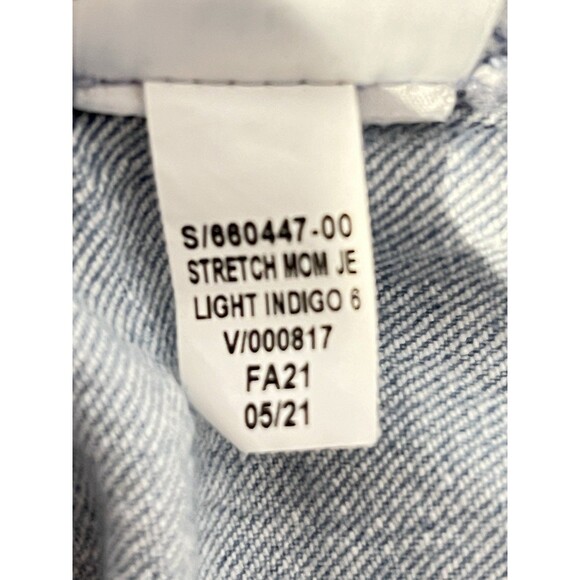 S/660447-00
STRETCH MOM JE
LIGHT INDIGO 6
V/000817
FA21
05/21